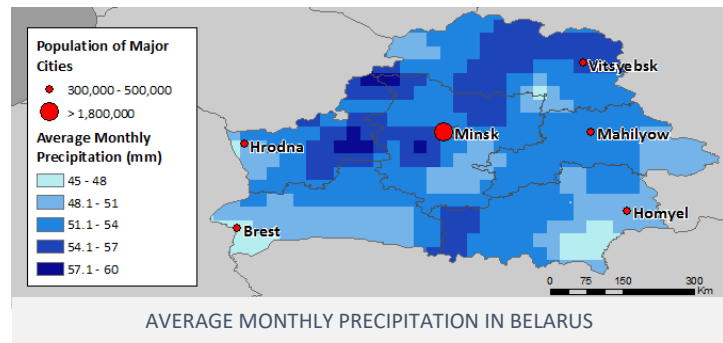 Population of Major
Cities
300,000 - 500,000
> 1,800,000
Average Monthly
Precipitation (mm)
45 - 48
48.1 - 51
51.1 - 54
54.1 - 57
57.1 - 60
Vitsyebsk
Minsk
Mahilyow
Hrodna
Homyel
Brest
0 75 150 300
Km
AVERAGE MONTHLY PRECIPITATION IN BELARUS